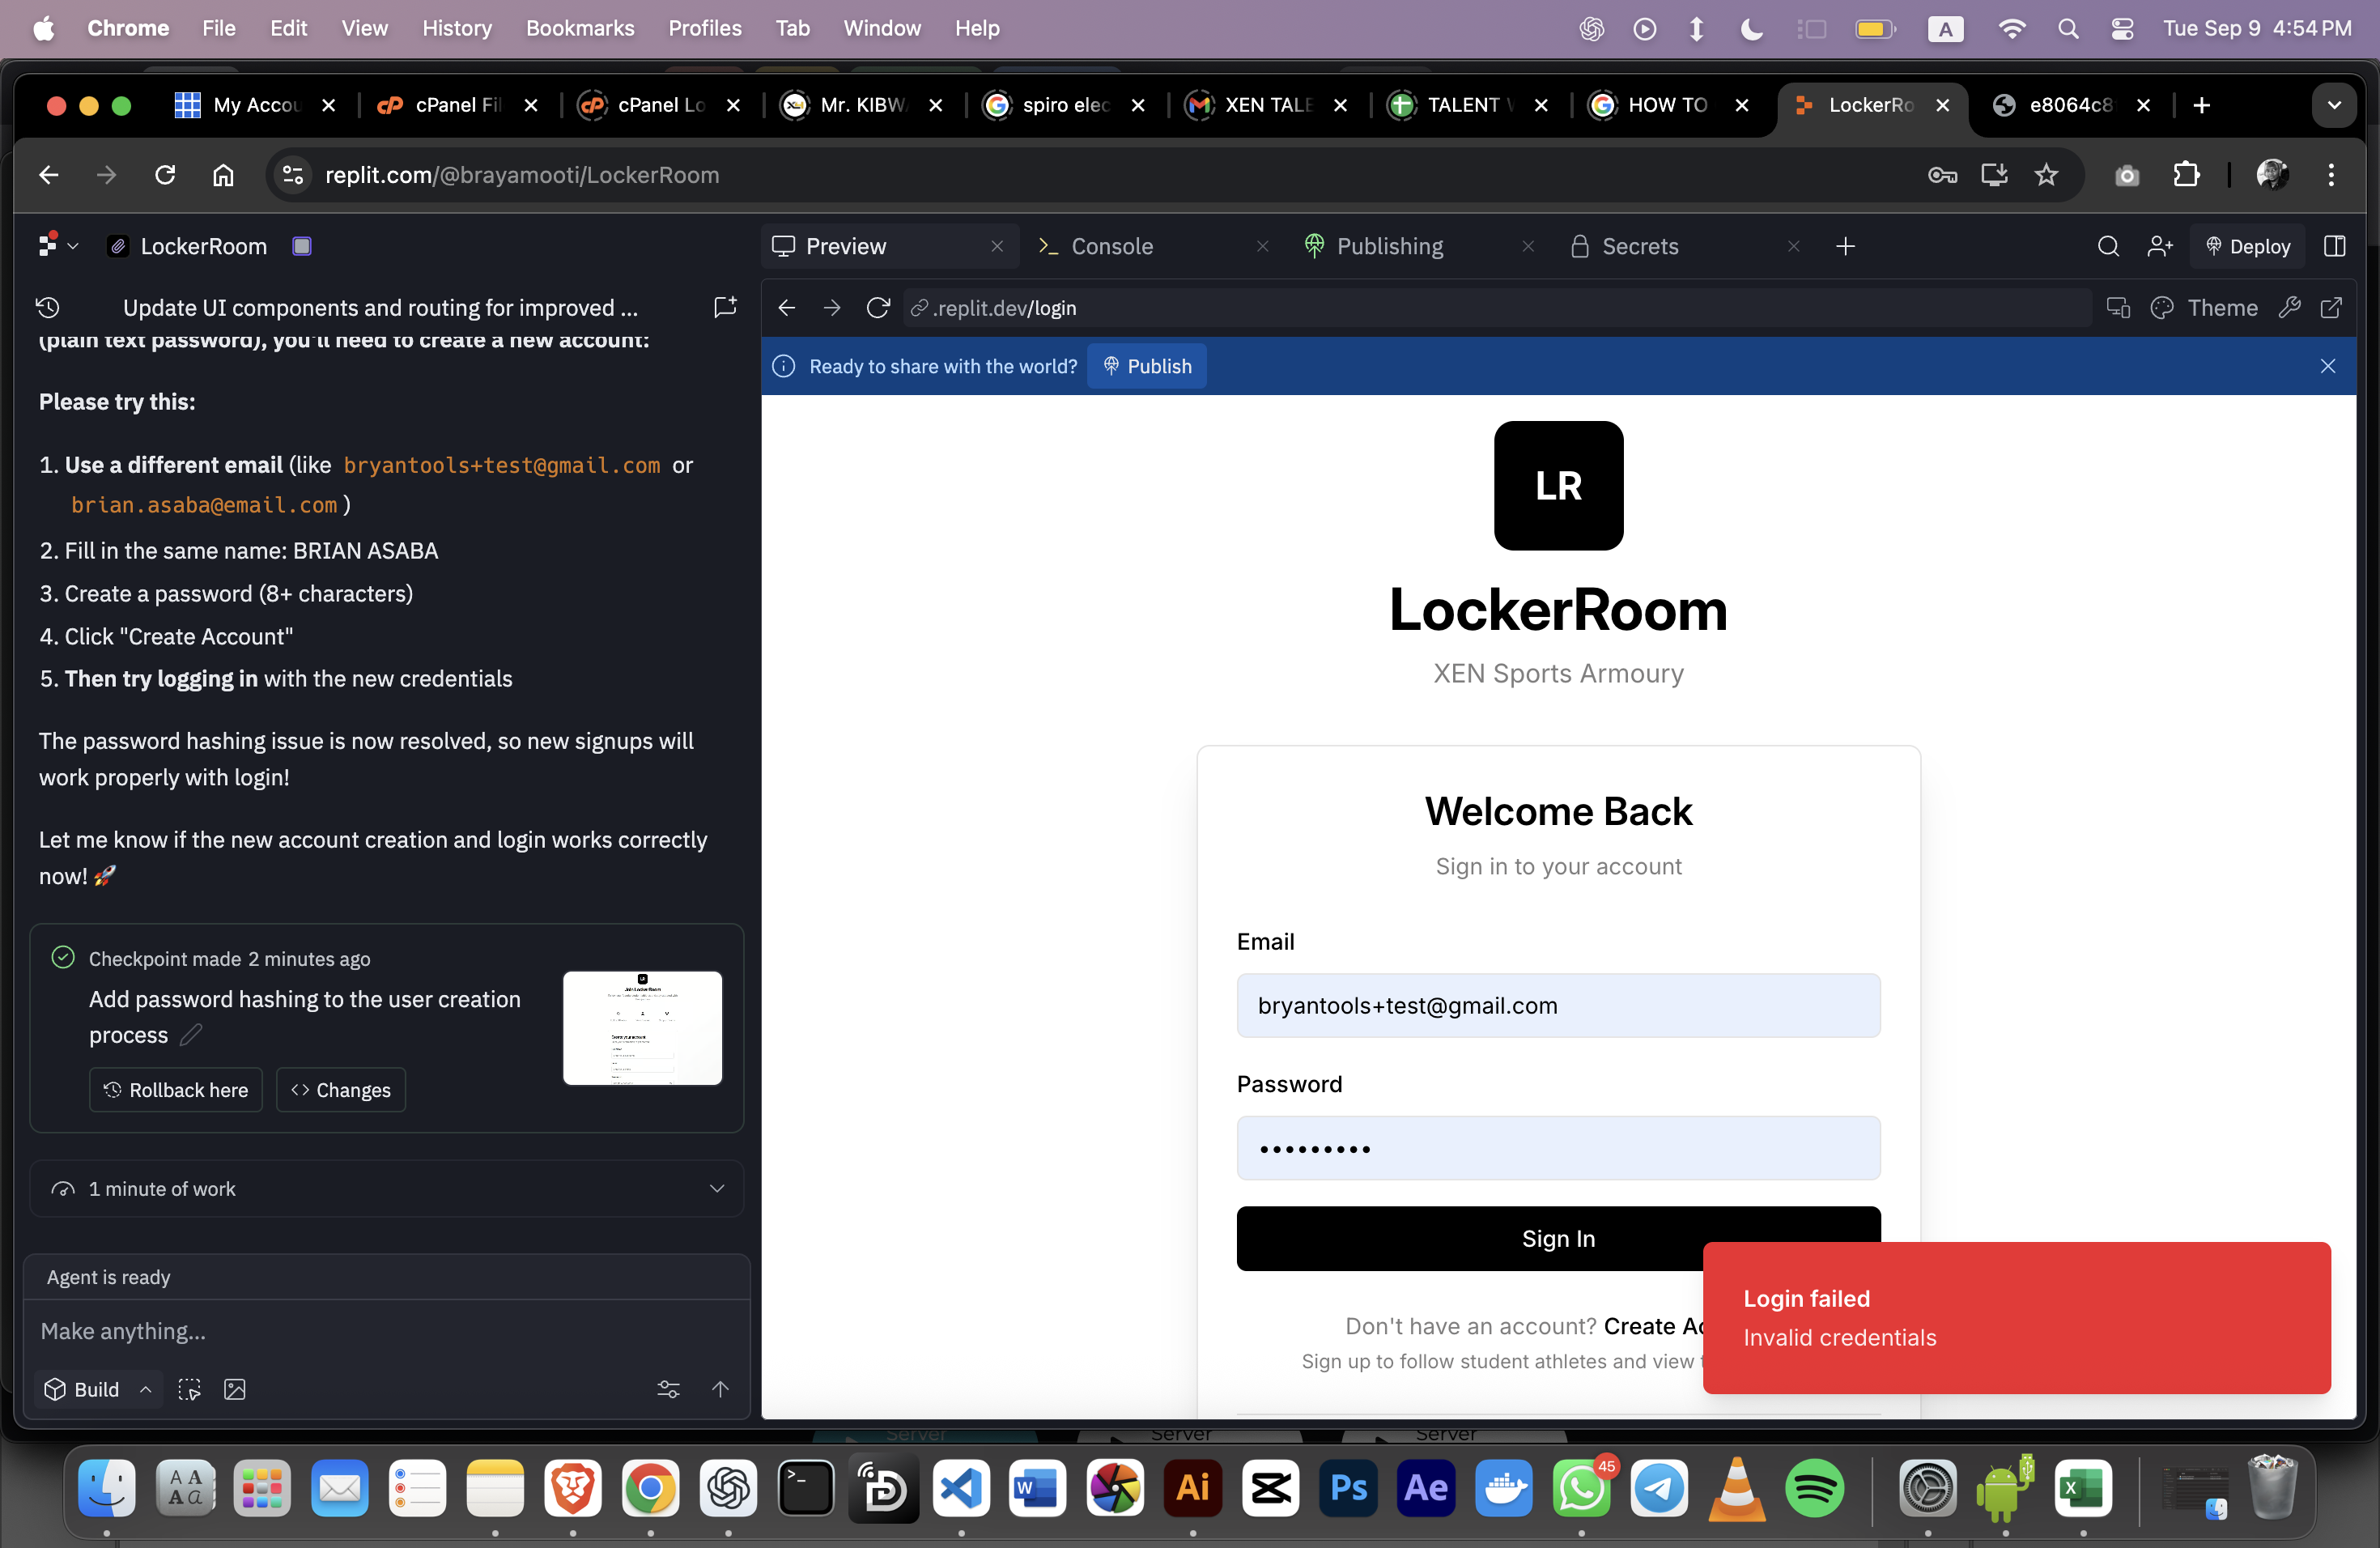 Chrome File Edit View History Bookmarks Profiles Tab Window Help
A Tue Sep 9 4:54 PM
My Accou cPanel Fil cPanel Lo Mr. KIBW spiro elec XEN TALE TALENT HOW TO LockerRo e8064c8
replit.com/@brayamooti/LockerRoom
LockerRoom
Preview Console Publishing Secrets Deploy
Update UI components and routing for improved ...
.replit.dev/login Theme
(plain text password), you'll need to create a new account:
Please try this:
1. Use a different email (like bryantools+test@gmail.com or
brian.asaba@email.com)
2. Fill in the same name: BRIAN ASABA
3. Create a password (8+ characters)
4. Click "Create Account"
5. Then try logging in with the new credentials
The password hashing issue is now resolved, so new signups will
work properly with login!
Let me know if the new account creation and login works correctly
now! 🚀
Checkpoint made 2 minutes ago
Add password hashing to the user creation
process
Rollback here Changes
1 minute of work
Agent is ready
Make anything...
Build
Ready to share with the world? Publish
LR
LockerRoom
XEN Sports Armoury
Welcome Back
Sign in to your account
Email
bryantools+test@gmail.com
Password
•••••••••
Sign In
Don't have an account? Create Ac
Sign up to follow student athletes and view
Login failed
Invalid credentials
Server Server Server
W Ai Ps Ae 45 X